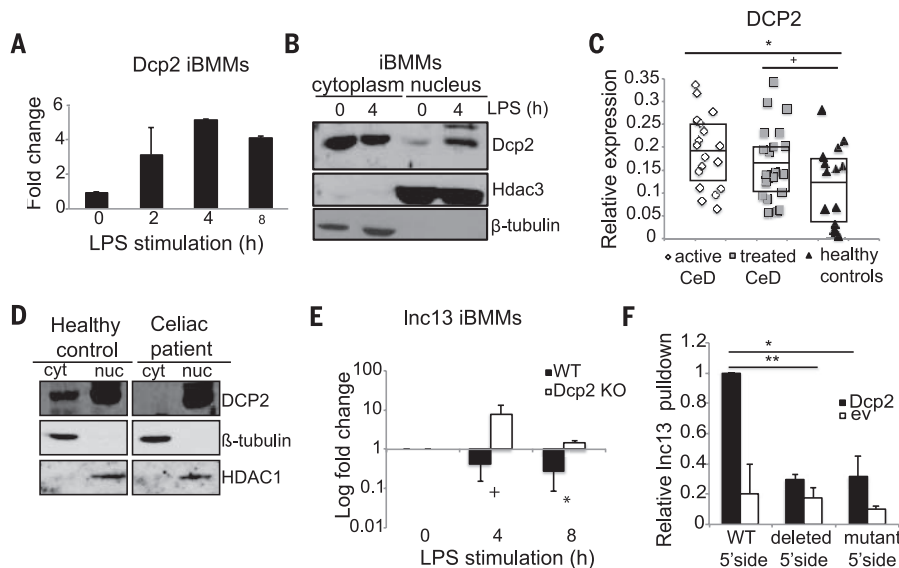 A
Dcp2 iBMMs
Fold change
6
4
2
0
0 2 4 8
LPS stimulation (h)
B
iBMMs
cytoplasm nucleus
0 4 0 4 LPS (h)
Dcp2
Hdac3
ß-tubulin
C
DCP2
*
+
Relative expression
0.35
0.3
0.25
0.2
0.15
0.1
0.05
0
active CeD
treated CeD
healthy controls
D
Healthy control
Celiac patient
cyt nuc cyt nuc
DCP2
ß-tubulin
HDAC1
E
lnc13 iBMMs
WT
Dcp2 KO
Log fold change
100
10
1
0.1
0.01
+
*
0 4 8
LPS stimulation (h)
F
*
**
Dcp2
ev
Relative lnc13 pulldown
1.2
1
0.8
0.6
0.4
0.2
0
WT 5'side
deleted 5'side
mutant 5'side